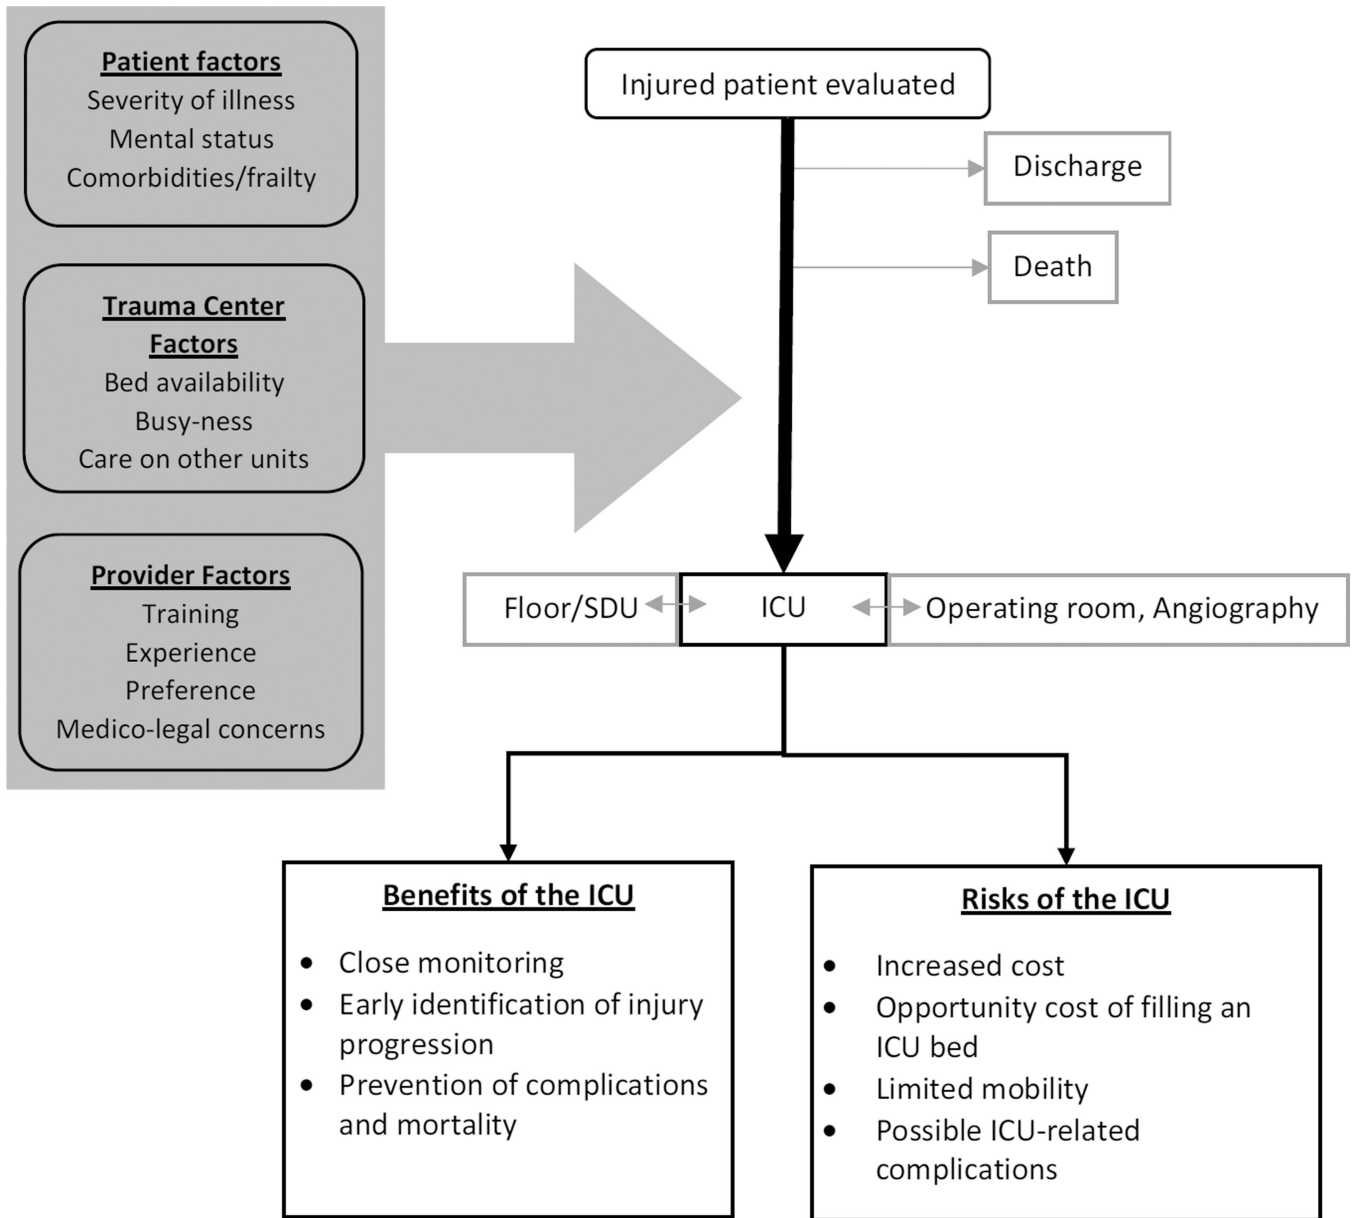 Patient factors
Severity of illness
Mental status
Comorbidities/frailty
Trauma Center
Factors
Bed availability
Busy-ness
Care on other units
Provider Factors
Training
Experience
Preference
Medico-legal concerns
Injured patient evaluated
Discharge
Death
Floor/SDU
ICU
Operating room, Angiography
Benefits of the ICU
• Close monitoring
• Early identification of injury
progression
• Prevention of complications
and mortality
Risks of the ICU
• Increased cost
• Opportunity cost of filling an
ICU bed
• Limited mobility
• Possible ICU-related
complications